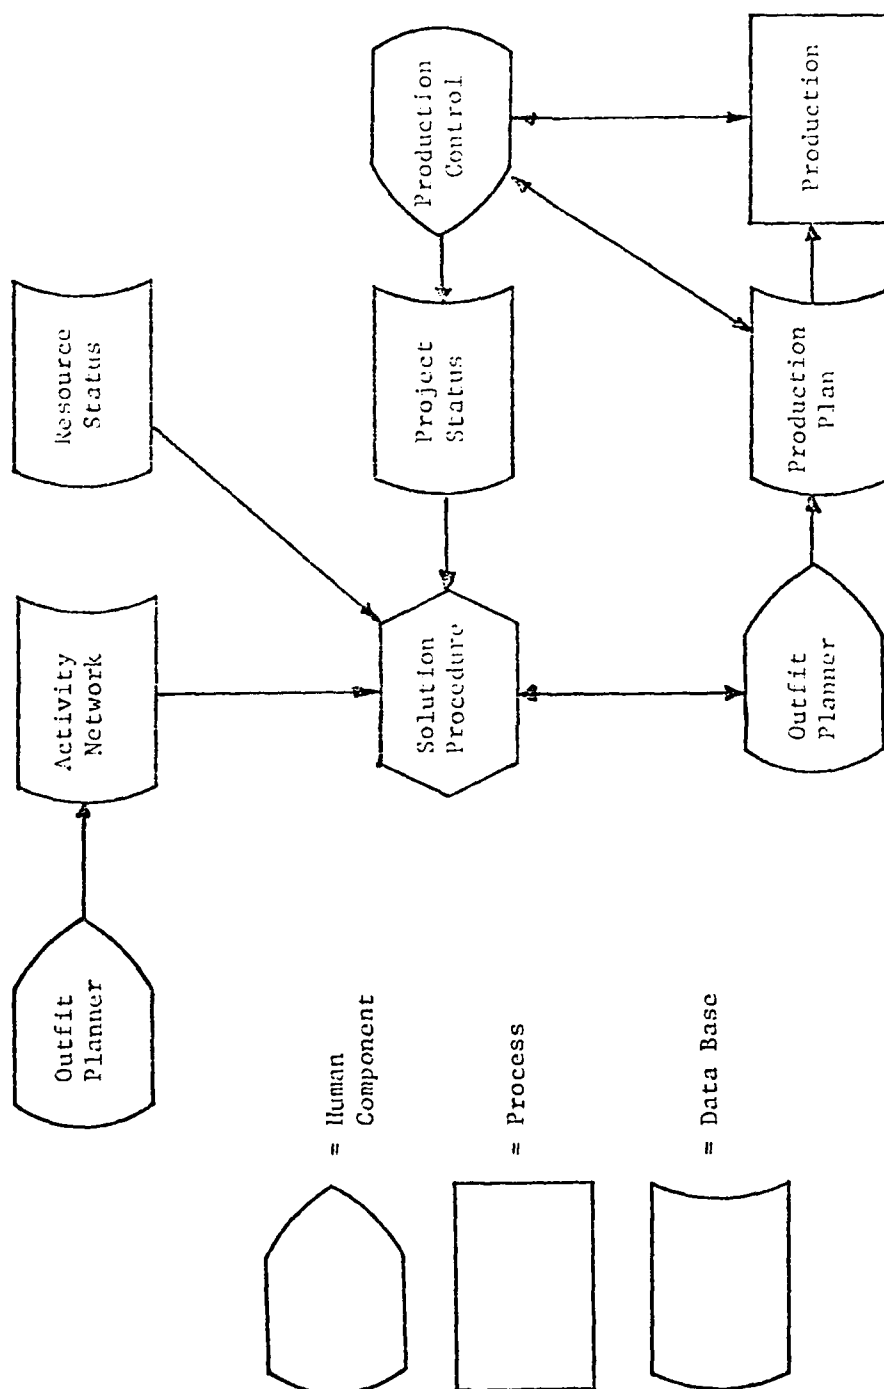 Outfit
Planner
Activity
Network
Resource
Status
Solution
Procedure
Project
Status
Production
Control
Outfit
Planner
Production
Plan
Production
= Human
Component
= Process
= Data Base